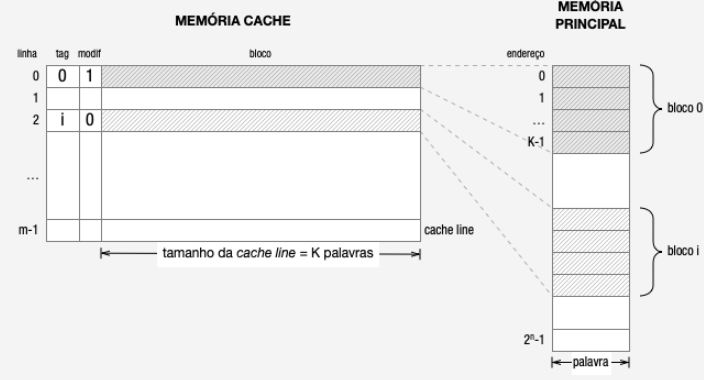 MEMÓRIA CACHE
MEMÓRIA
PRINCIPAL
linha tag modif bloco
endereço
0 0 1
0
1
1
2 i 0
...
K-1
bloco 0
...
m-1
cache line
tamanho da cache line = K palavras
bloco i
2ⁿ-1
palavra